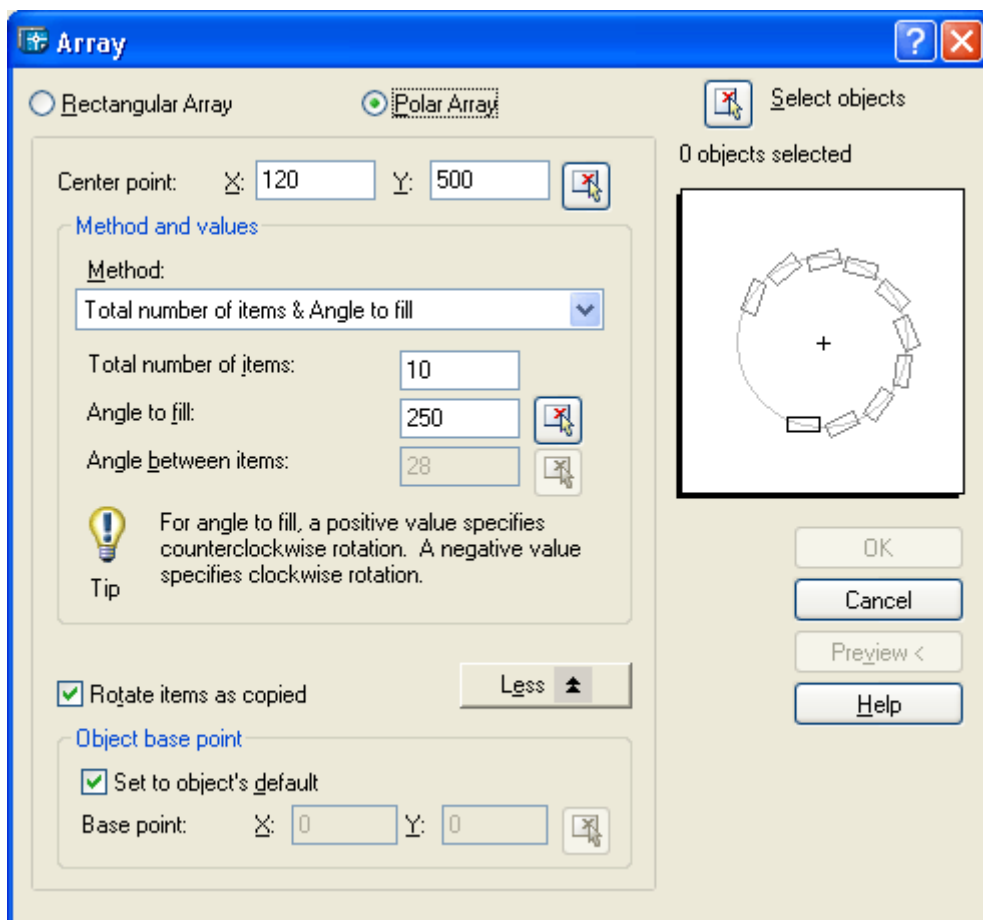 Array
Rectangular Array
Polar Array
Select objects
0 objects selected
Center point: X: 120 Y: 500
Method and values
Method:
Total number of items & Angle to fill
Total number of items: 10
Angle to fill: 250
Angle between items: 28
For angle to fill, a positive value specifies
counterclockwise rotation. A negative value
specifies clockwise rotation.
Tip
OK
Cancel
Preview <
Help
Rotate items as copied
Less
Object base point
Set to object's default
Base point: X: 0 Y: 0